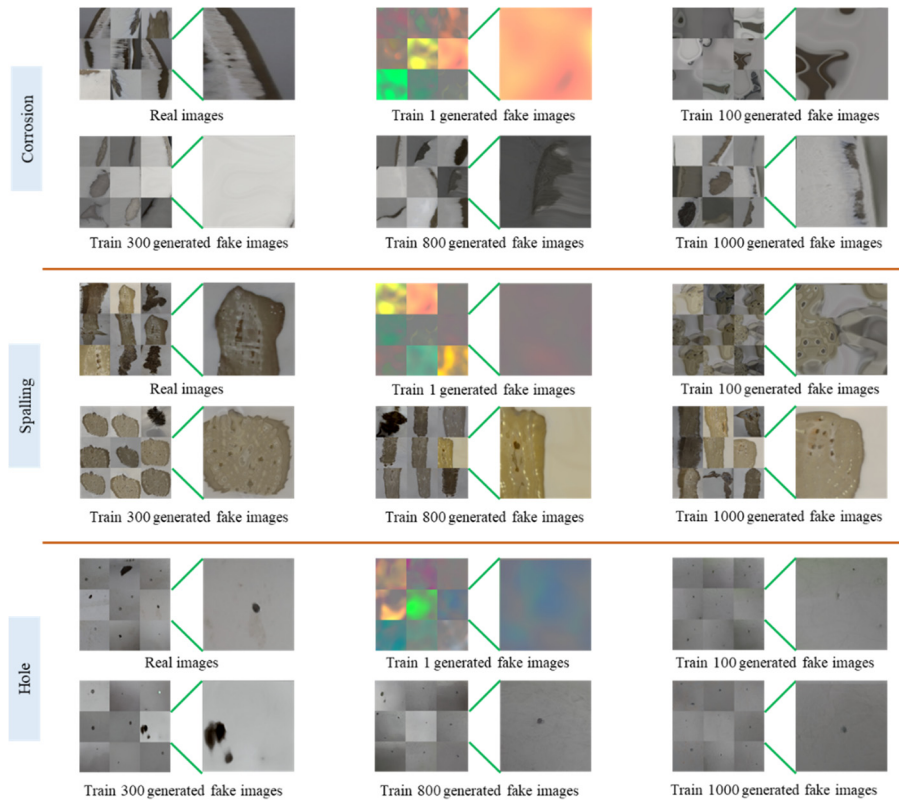 Corrosion
Real images
Train 1 generated fake images
Train 100 generated fake images
Train 300 generated fake images
Train 800 generated fake images
Train 1000 generated fake images
Spalling
Real images
Train 1 generated fake images
Train 100 generated fake images
Train 300 generated fake images
Train 800 generated fake images
Train 1000 generated fake images
Hole
Real images
Train 1 generated fake images
Train 100 generated fake images
Train 300 generated fake images
Train 800 generated fake images
Train 1000 generated fake images